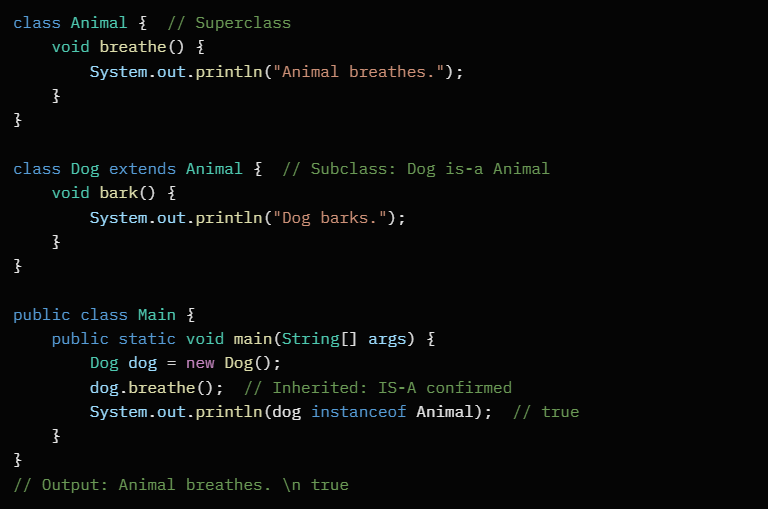 class Animal {  // Superclass
    void breathe() {
        System.out.println("Animal breathes.");
    }
}

class Dog extends Animal {  // Subclass: Dog is-a Animal
    void bark() {
        System.out.println("Dog barks.");
    }
}

public class Main {
    public static void main(String[] args) {
        Dog dog = new Dog();
        dog.breathe();  // Inherited: IS-A confirmed
        System.out.println(dog instanceof Animal);  // true
    }
}
// Output: Animal breathes. \n true